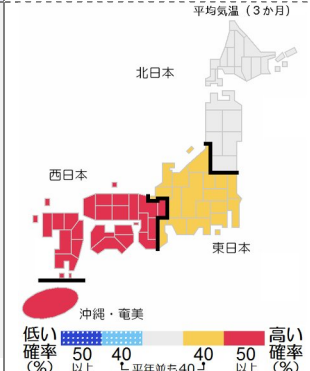 平均気温（３か月）
北日本
西日本
東日本
沖縄・奄美
低い 高い
確率 50 40 40 50 確率
(%) 以上 平年並も40 以上 (%)